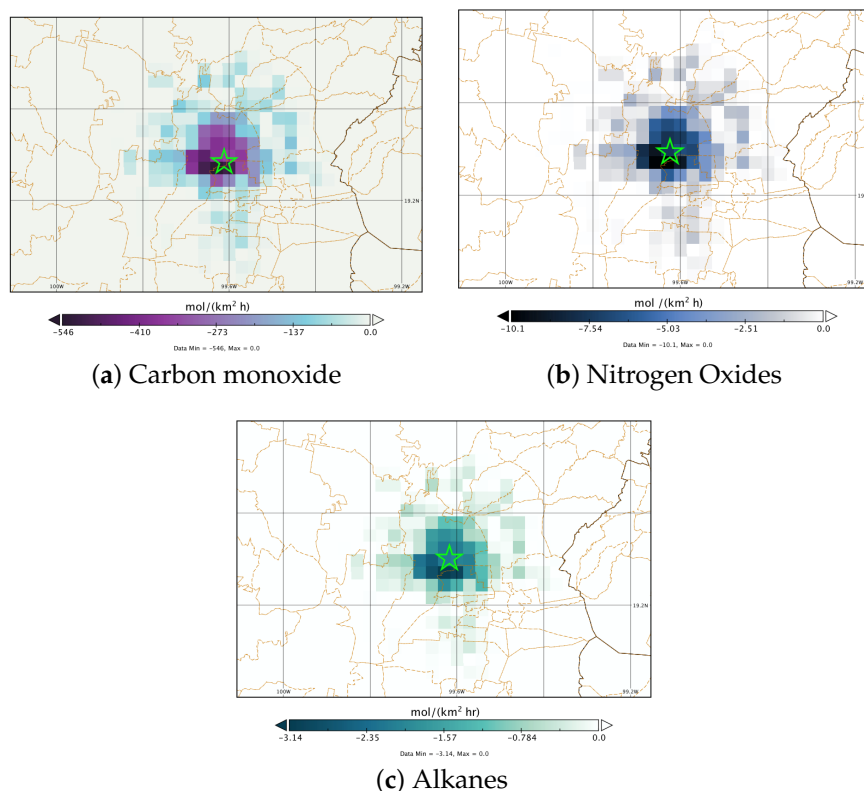 19.2N
100W
99.6W
99.2W
mol/(km² h)
−546 −410 −273 −137 0.0
Data Min = −546, Max = 0.0
(a) Carbon monoxide
19.2N
100W
99.6W
99.2W
mol /(km² h)
−10.1 −7.54 −5.03 −2.51 0.0
Data Min = −10.1, Max = 0.0
(b) Nitrogen Oxides
19.2N
100W
99.6W
99.2W
mol/(km² hr)
−3.14 −2.35 −1.57 −0.784 0.0
Data Min = −3.14, Max = 0.0
(c) Alkanes